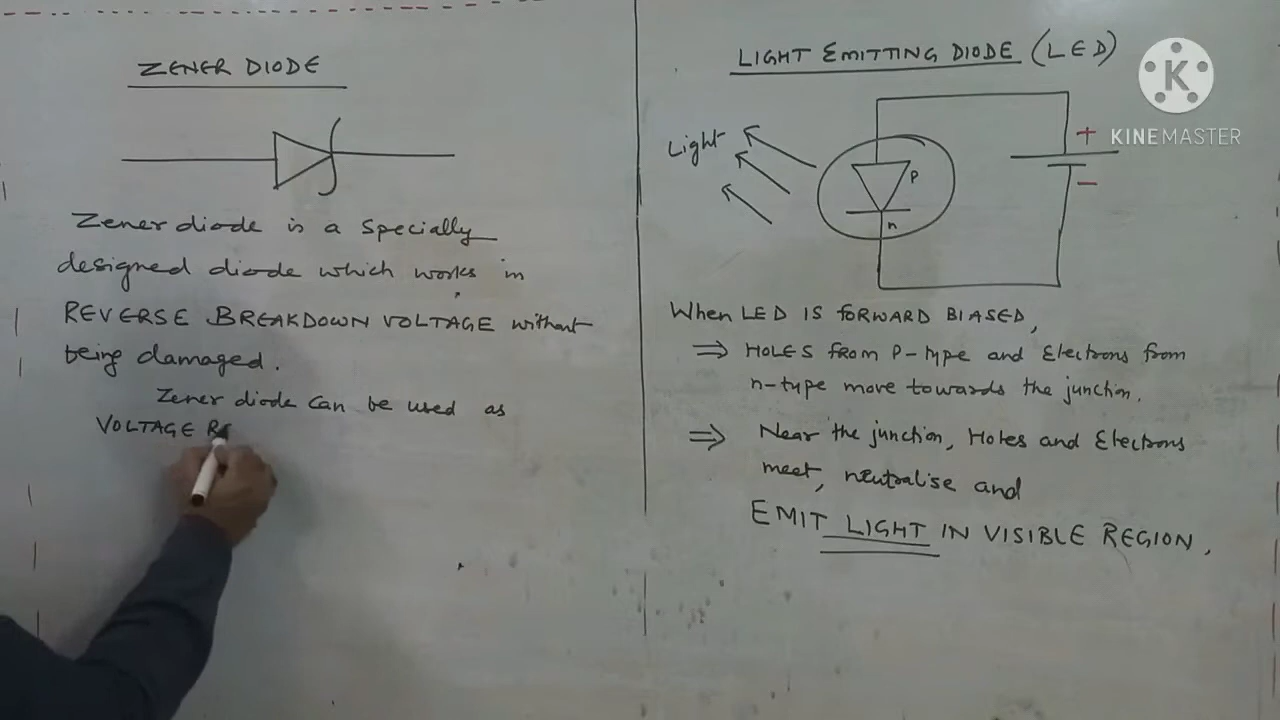 ZENER DIODE
Zener diode is a specially
designed diode which works in
REVERSE BREAKDOWN VOLTAGE without
being damaged.
Zener diode can be used as
VOLTAGE RE
LIGHT EMITTING DIODE (LED)
Light
P
n
+
-
K
KINEMASTER
When LED IS FORWARD BIASED,
⇒ HOLES FROM P-type and Electrons from
n-type move towards the junction.
⇒ Near the junction, Holes and Electrons
meet, neutralise and
EMIT LIGHT IN VISIBLE REGION.